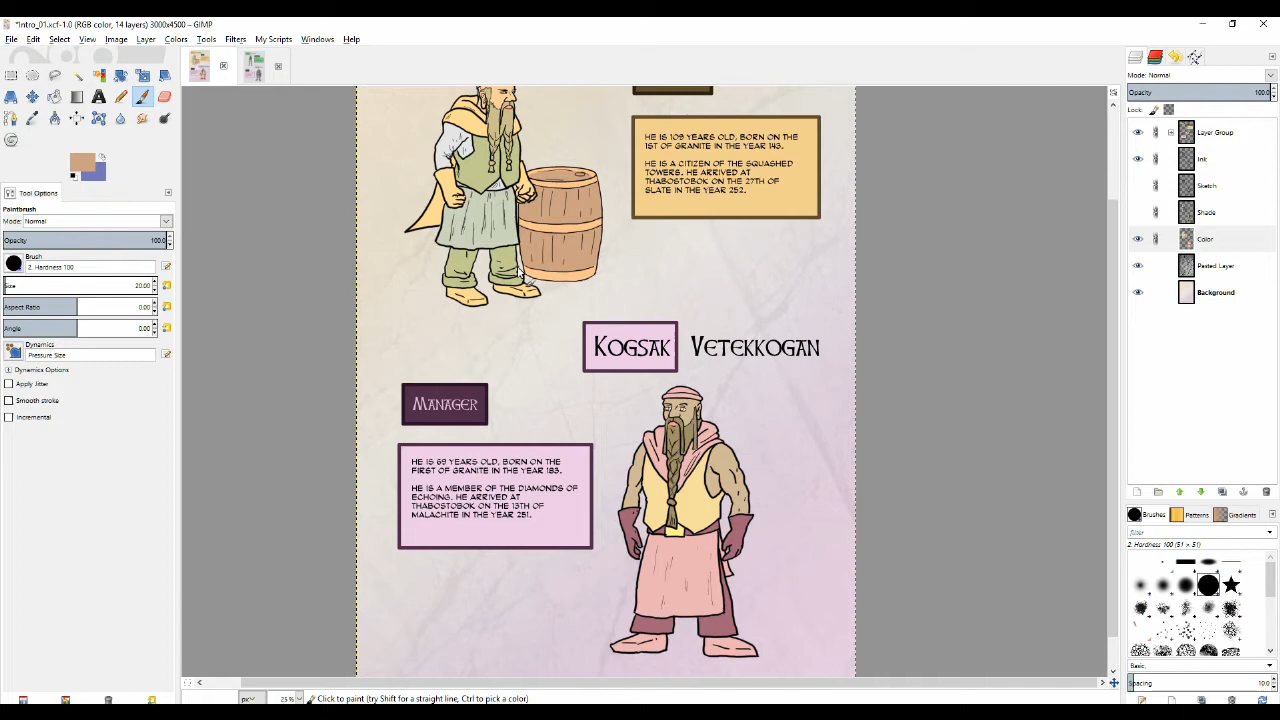 *Intro_01.xcf-1.0 (RGB color, 14 layers) 3000x4500 – GIMP
File Edit Select View Image Layer Colors Tools Filters My Scripts Windows Help
Tool Options
Paintbrush
Mode: Normal
Opacity 100.0
Brush
2. Hardness 100
Size 20.00
Aspect Ratio 0.00
Angle 0.00
Dynamics
Pressure Size
Dynamics Options
Apply Jitter
Smooth stroke
Incremental
HE IS 109 YEARS OLD, BORN ON THE
1ST OF GRANITE IN THE YEAR 143.
HE IS A CITIZEN OF THE SQUASHED
TOWERS. HE ARRIVED AT
THABOSTOBOK ON THE 27TH OF
SLATE IN THE YEAR 252.
KOGSAK VETEKKOGAN
MANAGER
HE IS 69 YEARS OLD, BORN ON THE
FIRST OF GRANITE IN THE YEAR 183.
HE IS A MEMBER OF THE DIAMONDS OF
ECHOING. HE ARRIVED AT
THABOSTOBOK ON THE 13TH OF
MALACHITE IN THE YEAR 251.
px 25 % Click to paint (try Shift for a straight line, Ctrl to pick a color)
Mode: Normal
Opacity 100.0
Lock:
Layer Group
Ink
Sketch
Shade
Color
Pasted Layer
Background
Brushes Patterns Gradients
filter
2. Hardness 100 (51 × 51)
Basic,
Spacing 10.0